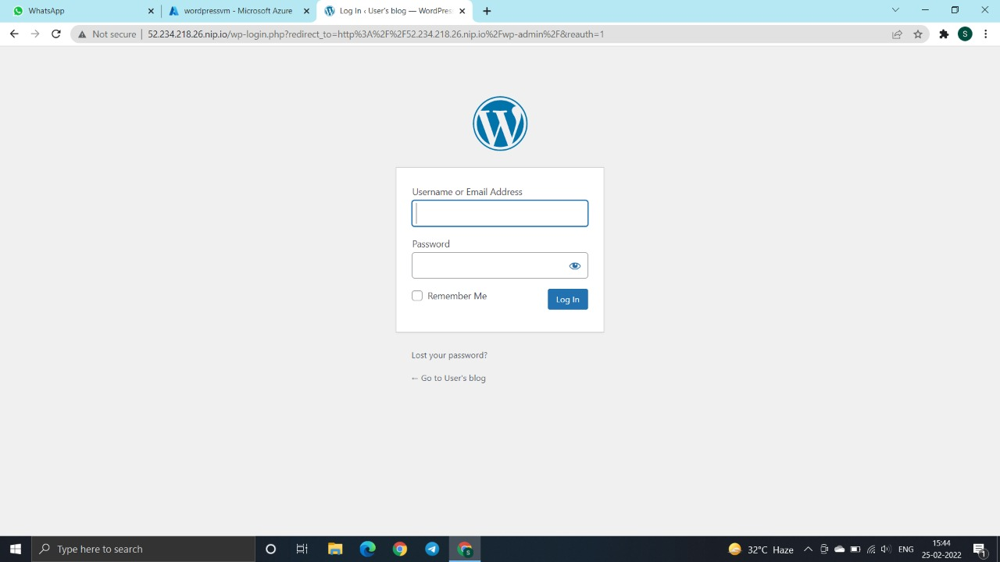 WhatsApp
wordpressvm - Microsoft Azure
Log In ‹ User's blog — WordPres
Not secure
52.234.218.26.nip.io/wp-login.php?redirect_to=http%3A%2F%2F52.234.218.26.nip.io%2Fwp-admin%2F&reauth=1
S
Username or Email Address
Password
Remember Me
Log In
Lost your password?
← Go to User's blog
Type here to search
32°C Haze
ENG
15:44
25-02-2022
1